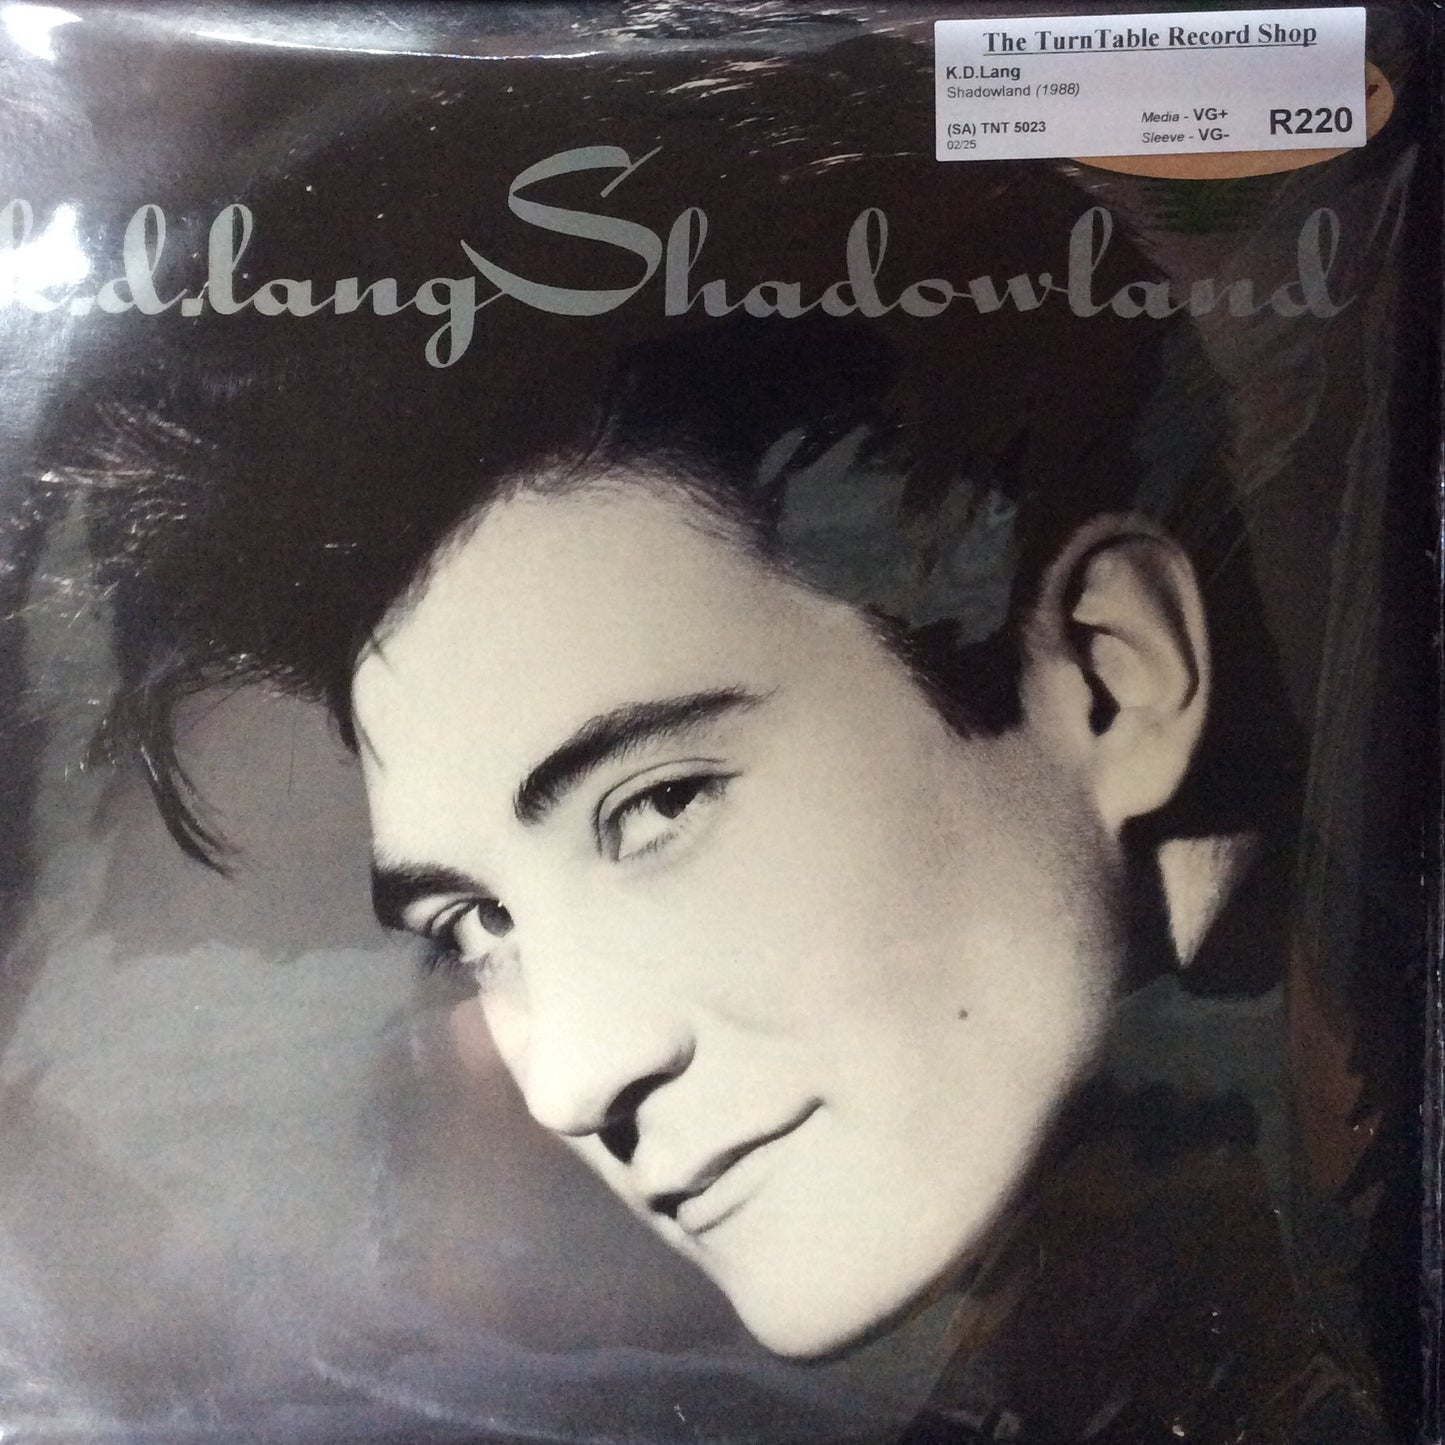 The TurnTable Record Shop
K.D.Lang
Shadowland (1988)
(SA) TNT 5023
02/25
Media - VG+
Sleeve - VG-
R220
k.d.lang Shadowland